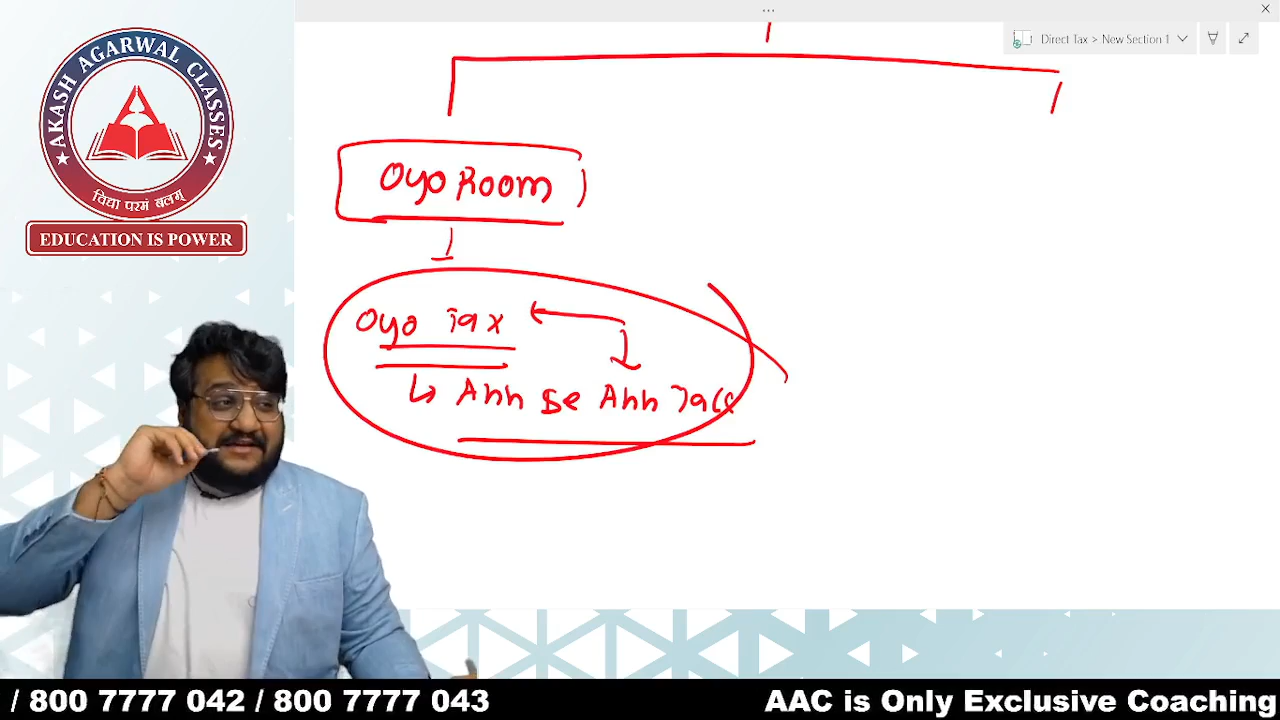 Direct Tax > New Section 1
AKASH AGARWAL CLASSES
विद्या परमं बलम्
EDUCATION IS POWER
Oyo Room
Oyo Tax
Ahh Se Ahh
/ 800 7777 042 / 800 7777 043
AAC is Only Exclusive Coaching